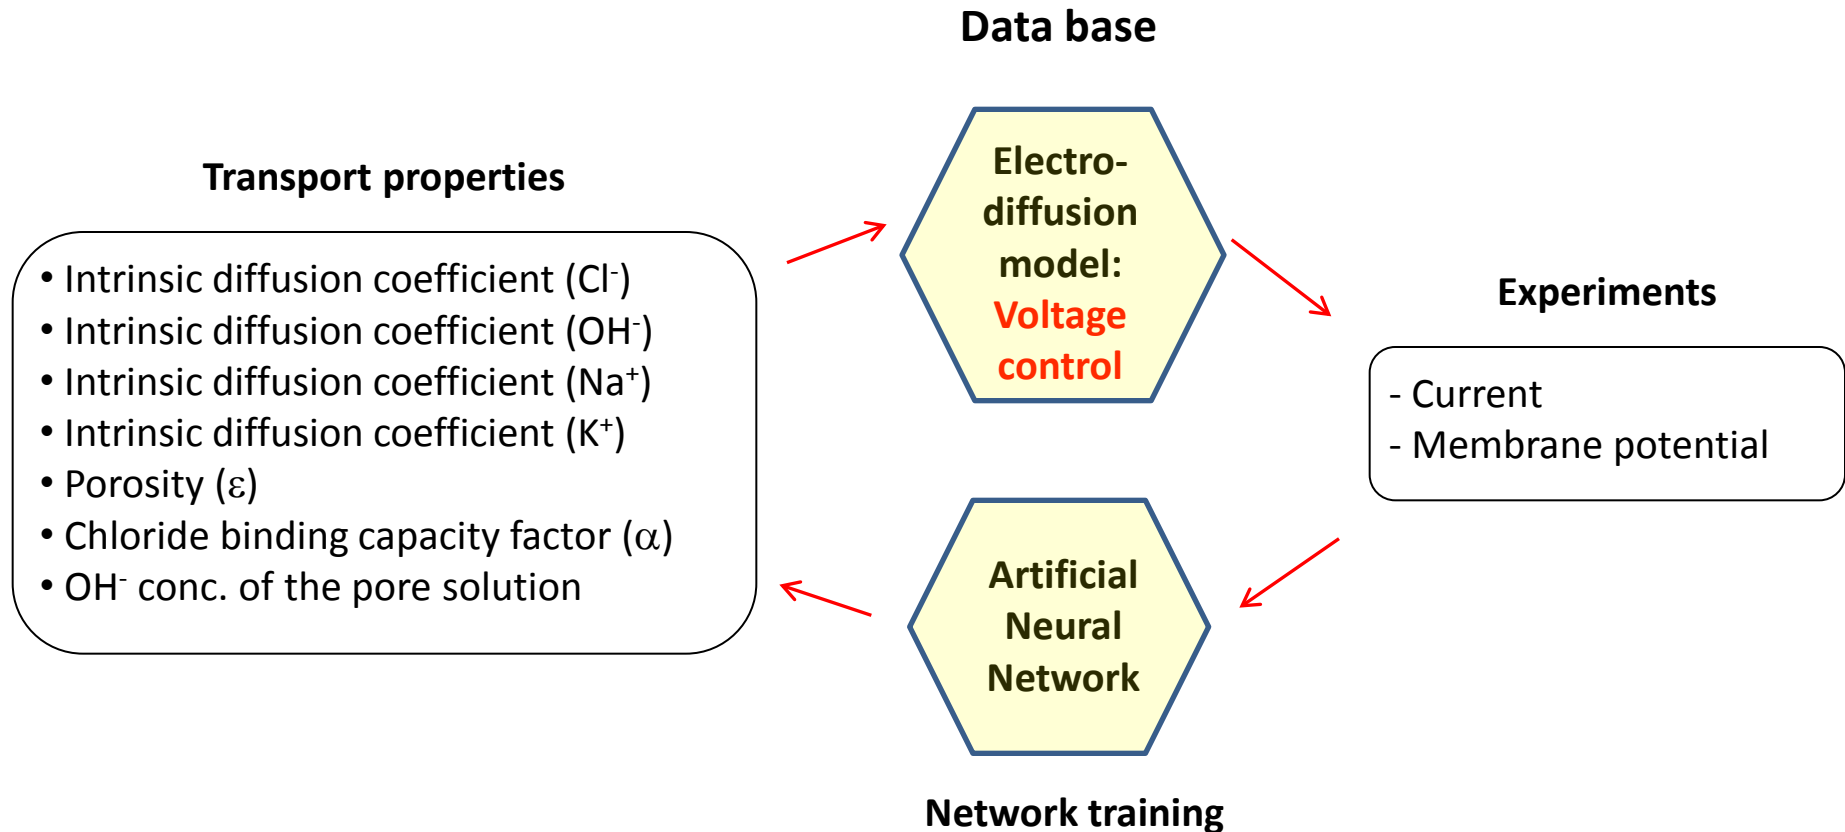 Data base
Transport properties
• Intrinsic diffusion coefficient (Cl⁻)
• Intrinsic diffusion coefficient (OH⁻)
• Intrinsic diffusion coefficient (Na⁺)
• Intrinsic diffusion coefficient (K⁺)
• Porosity (ε)
• Chloride binding capacity factor (α)
• OH⁻ conc. of the pore solution
Electro-
diffusion
model:
Voltage
control
Experiments
- Current
- Membrane potential
Artificial
Neural
Network
Network training